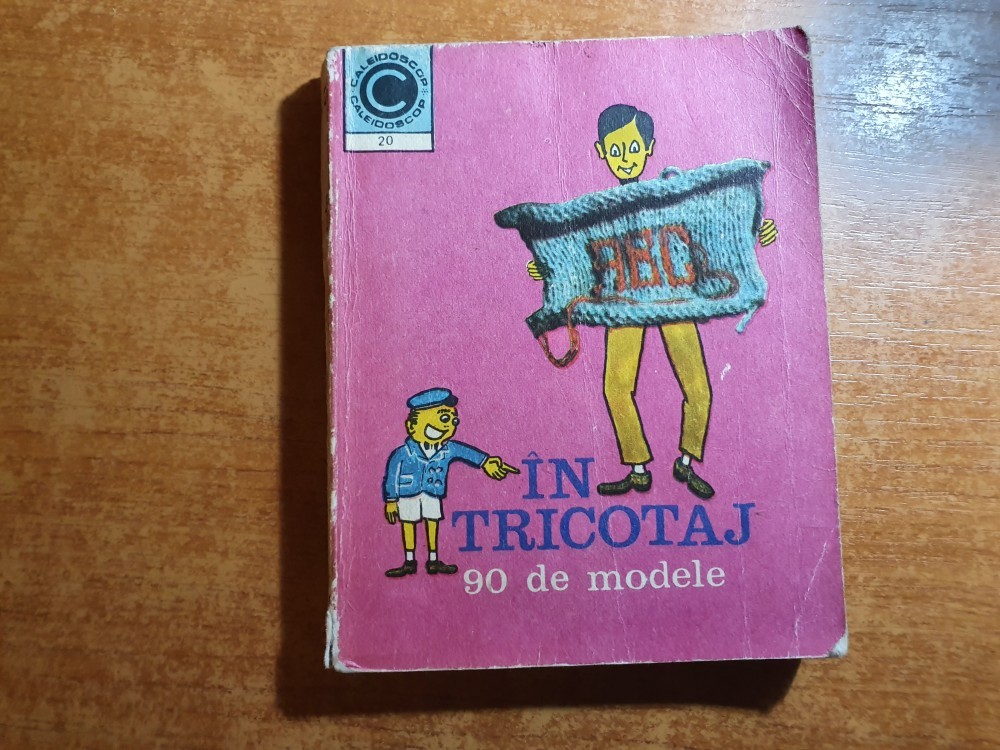 CALEIDOSCOP
C
CALEIDOSCOP
20
ABC
ÎN
TRICOTAJ
90 de modele